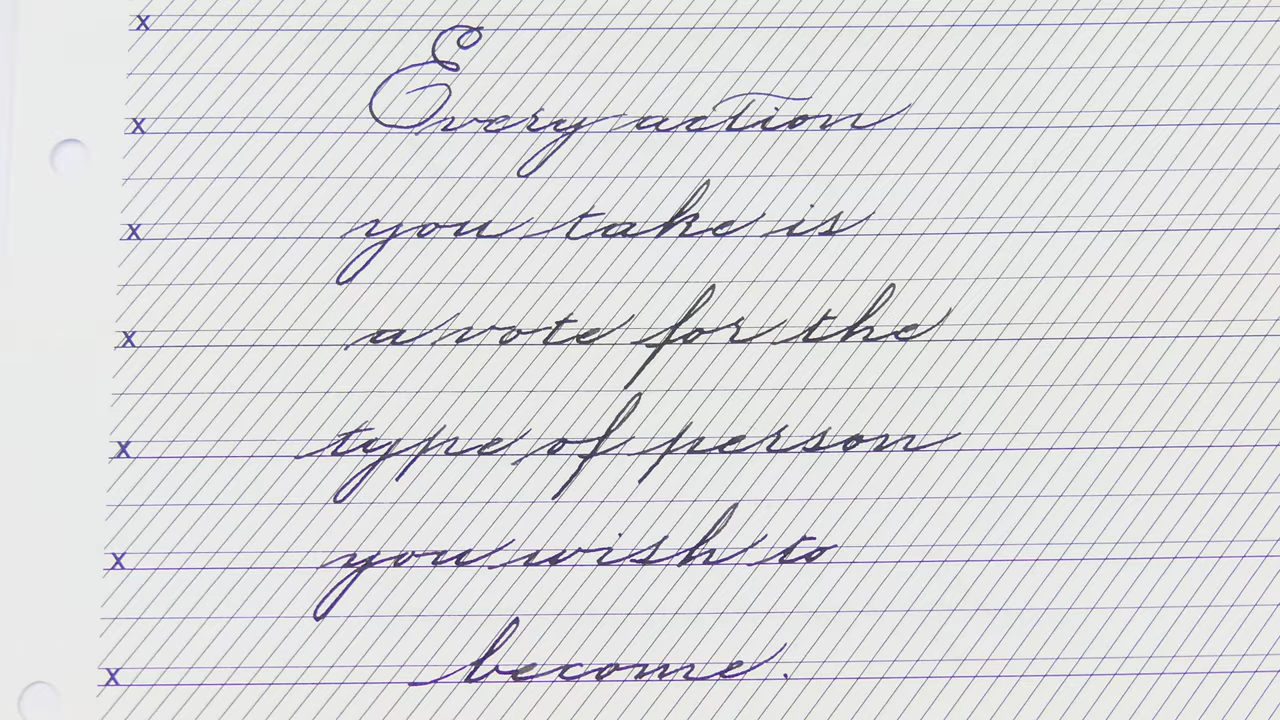 x
x Every action
x you take is
x a vote for the
x type of person
x you wish to
x become.